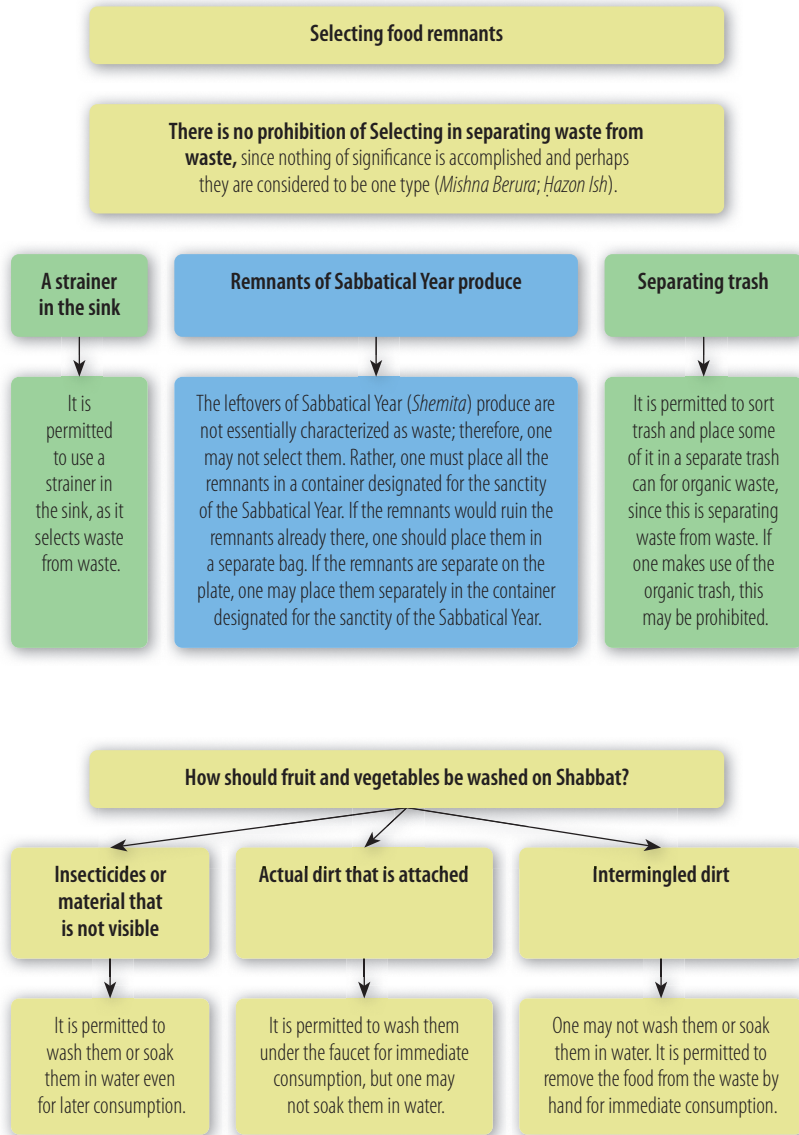 Selecting food remnants
There is no prohibition of Selecting in separating waste from
waste, since nothing of significance is accomplished and perhaps
they are considered to be one type (Mishna Berura; Ḥazon Ish).
A strainer
in the sink
It is
permitted
to use a
strainer in
the sink, as it
selects waste
from waste.
Remnants of Sabbatical Year produce
The leftovers of Sabbatical Year (Shemita) produce are
not essentially characterized as waste; therefore, one
may not select them. Rather, one must place all the
remnants in a container designated for the sanctity
of the Sabbatical Year. If the remnants would ruin the
remnants already there, one should place them in
a separate bag. If the remnants are separate on the
plate, one may place them separately in the container
designated for the sanctity of the Sabbatical Year.
Separating trash
It is permitted to sort
trash and place some
of it in a separate trash
can for organic waste,
since this is separating
waste from waste. If
one makes use of the
organic trash, this
may be prohibited.
How should fruit and vegetables be washed on Shabbat?
Insecticides or
material that
is not visible
It is permitted to
wash them or soak
them in water even
for later consumption.
Actual dirt that is attached
It is permitted to wash them
under the faucet for immediate
consumption, but one may
not soak them in water.
Intermingled dirt
One may not wash them or soak
them in water. It is permitted to
remove the food from the waste by
hand for immediate consumption.